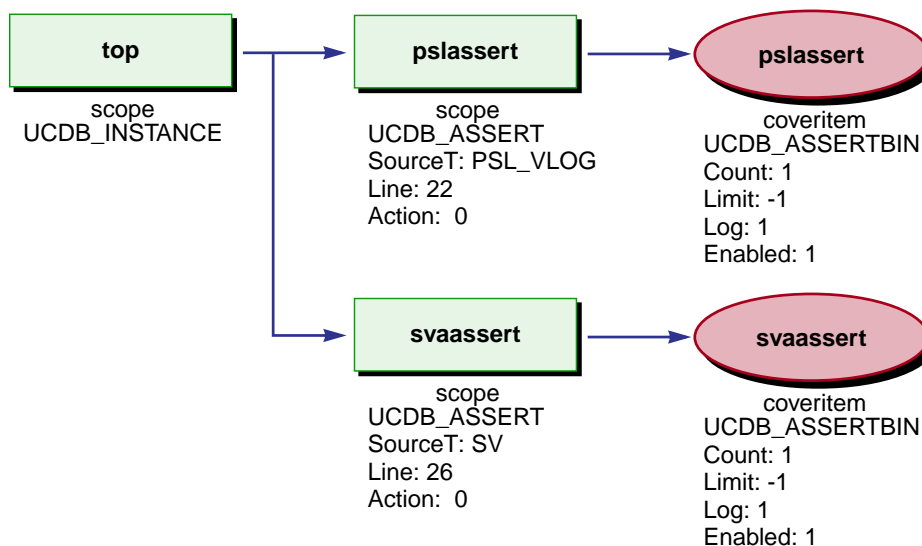 top
scope
UCDB_INSTANCE
pslassert
scope
UCDB_ASSERT
SourceT: PSL_VLOG
Line: 22
Action: 0
pslassert
coveritem
UCDB_ASSERTBIN
Count: 1
Limit: -1
Log: 1
Enabled: 1
svaassert
scope
UCDB_ASSERT
SourceT: SV
Line: 26
Action: 0
svaassert
coveritem
UCDB_ASSERTBIN
Count: 1
Limit: -1
Log: 1
Enabled: 1